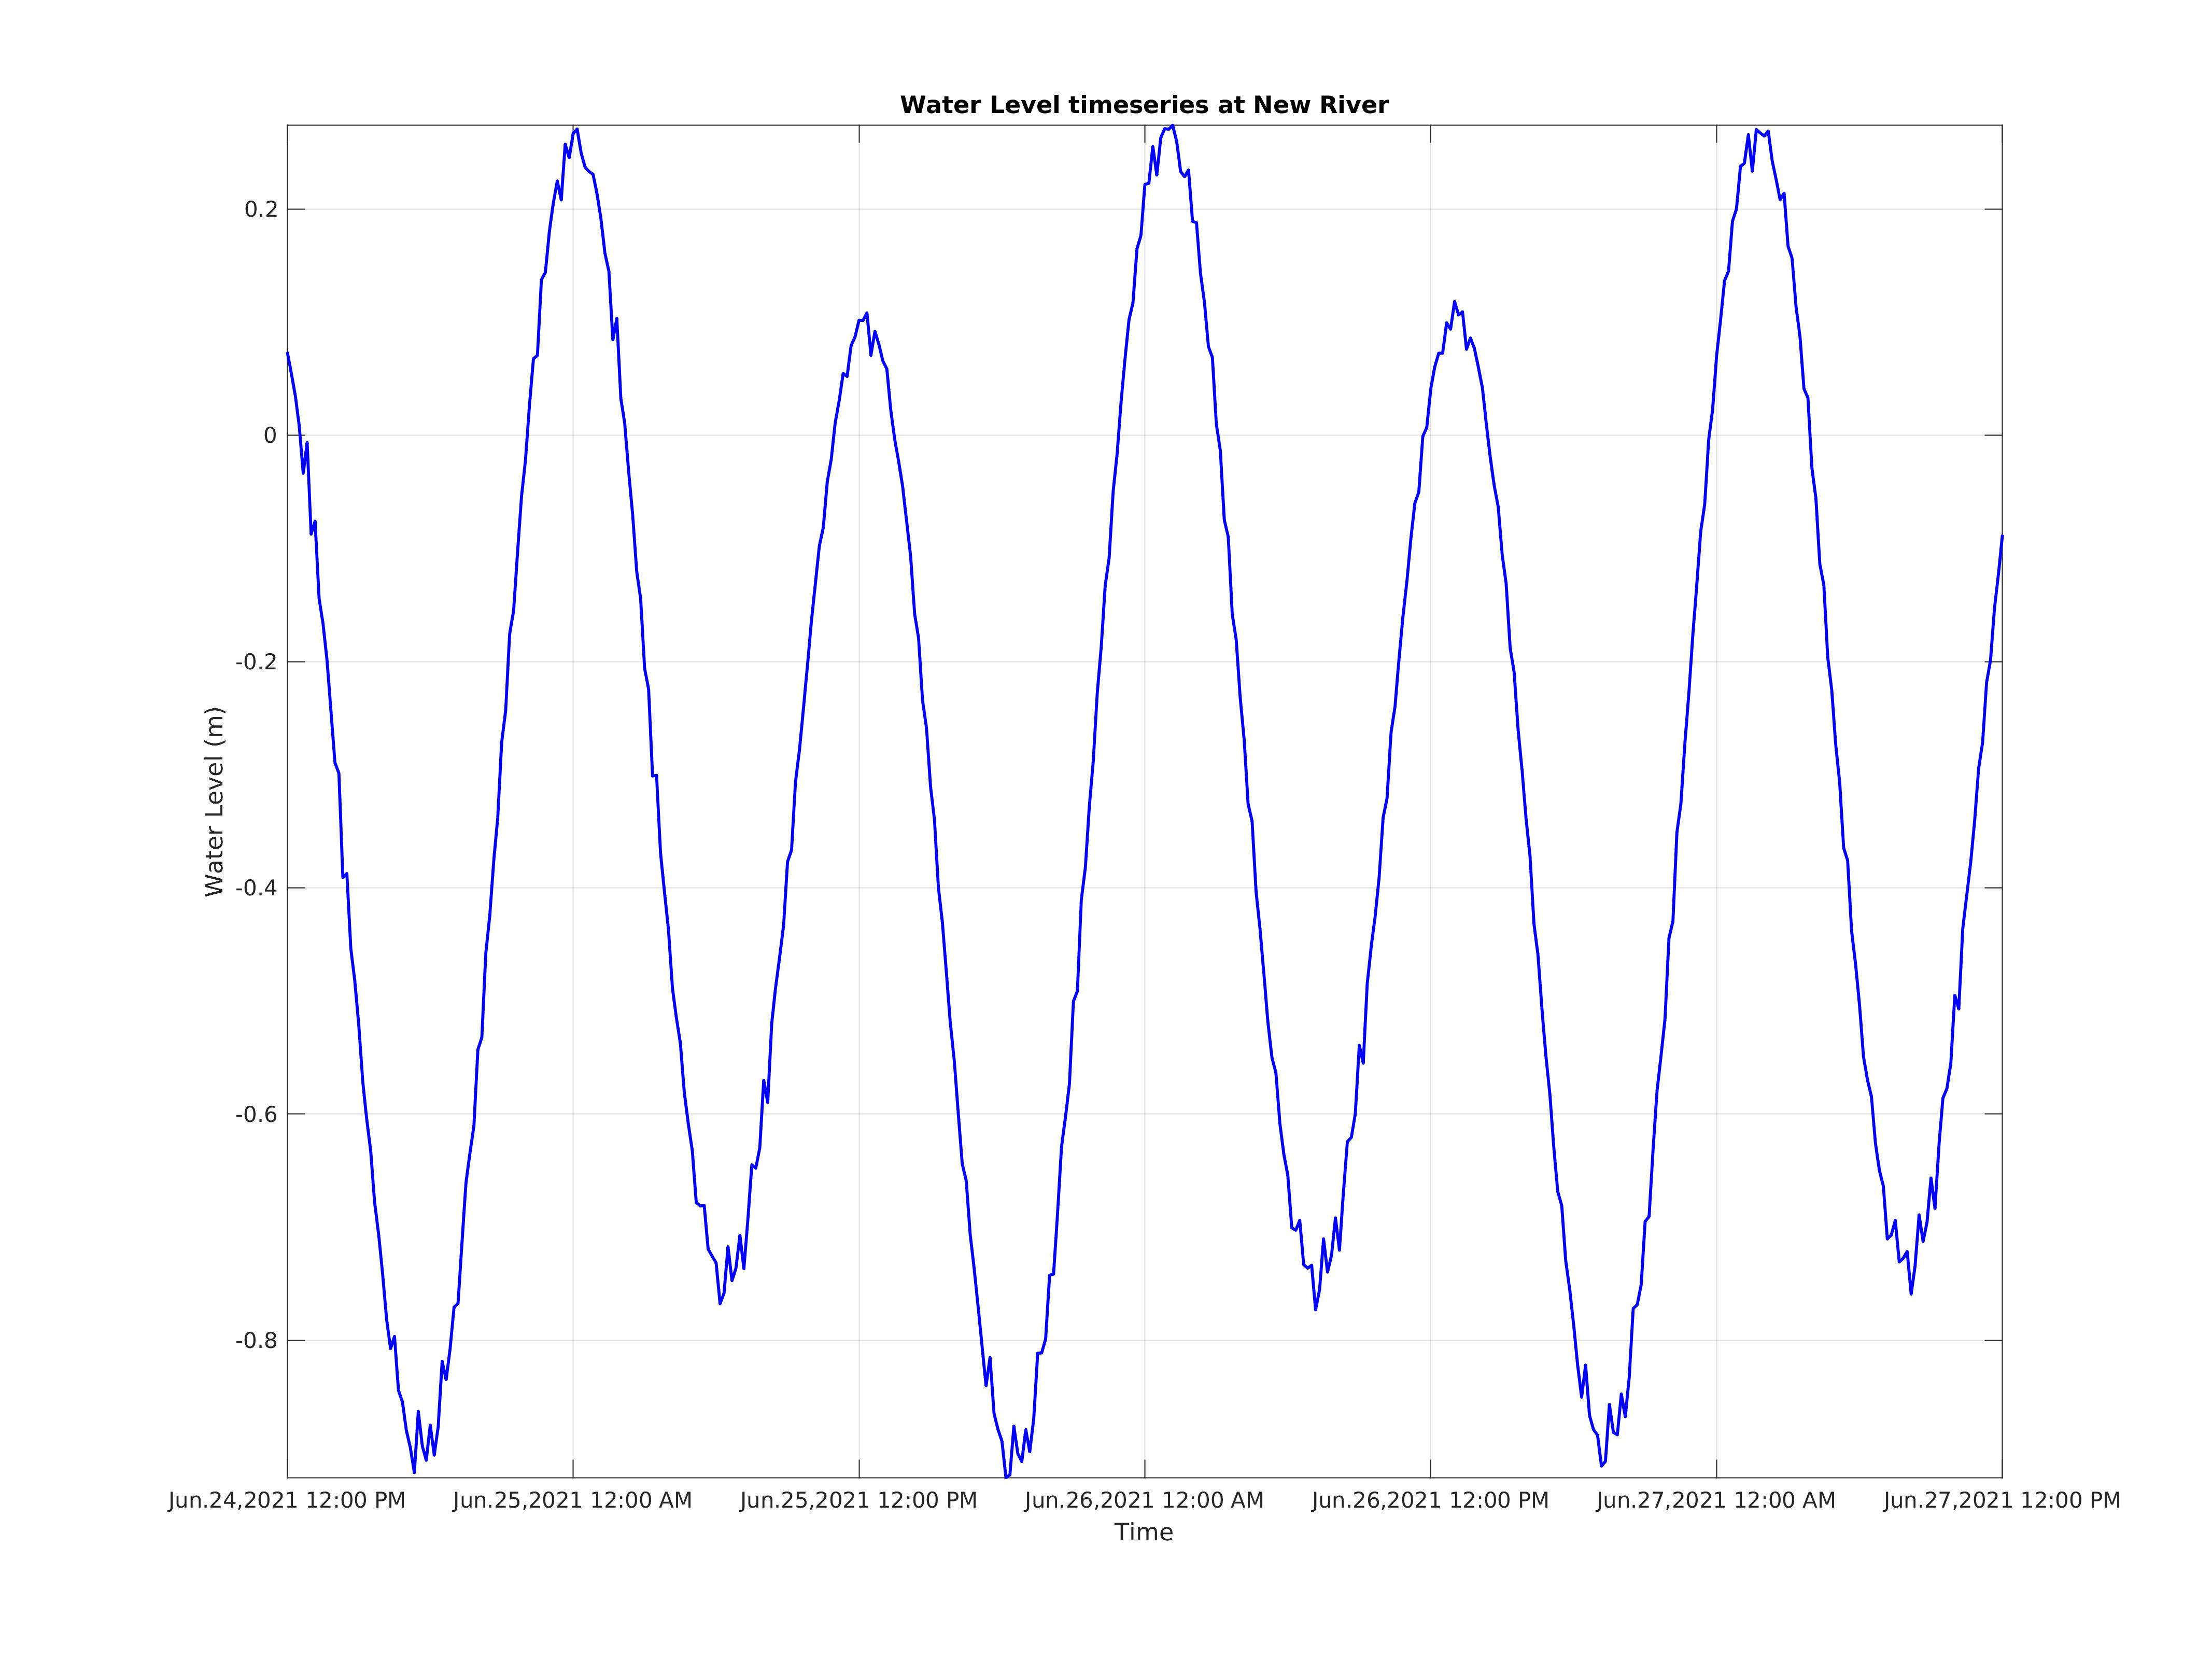 Water Level timeseries at New River
0.2
0
-0.2
-0.4
-0.6
-0.8
Water Level (m)
Jun.24,2021 12:00 PM
Jun.25,2021 12:00 AM
Jun.25,2021 12:00 PM
Jun.26,2021 12:00 AM
Jun.26,2021 12:00 PM
Jun.27,2021 12:00 AM
Jun.27,2021 12:00 PM
Time